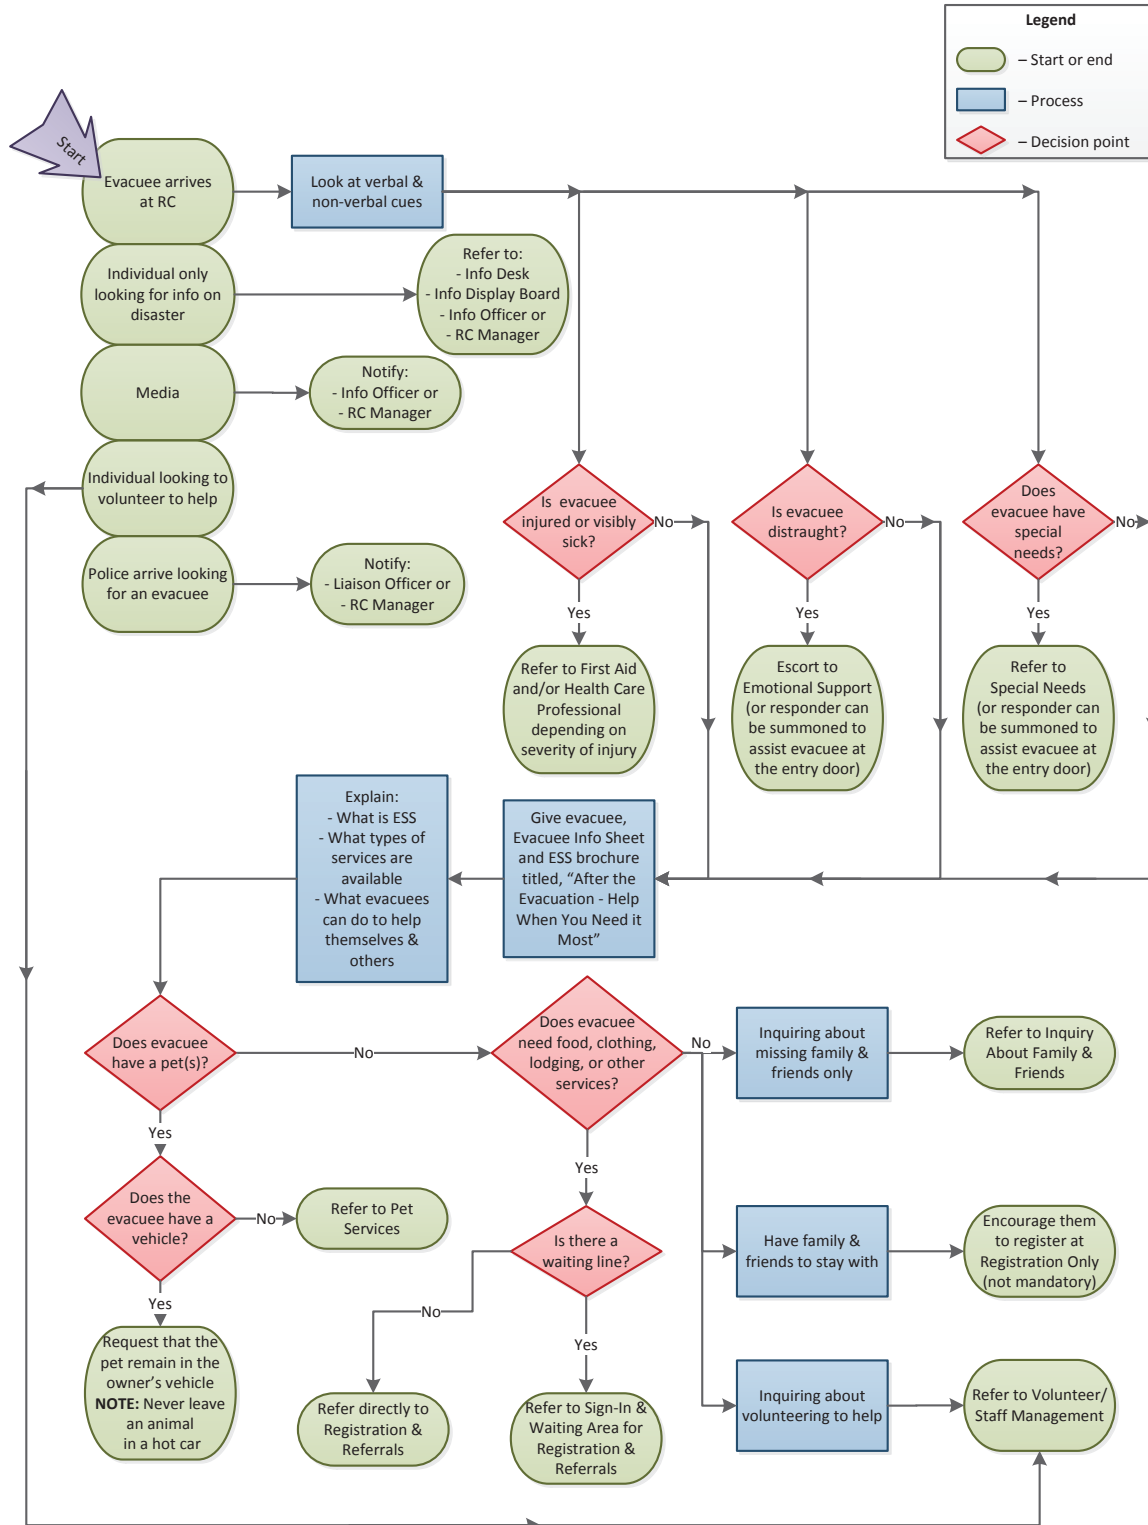 Legend
– Start or end
– Process
– Decision point
Start
Evacuee arrives
at RC
Look at verbal &
non-verbal cues
Individual only
looking for info on
disaster
Refer to:
- Info Desk
- Info Display Board
- Info Officer or
- RC Manager
Media
Notify:
- Info Officer or
- RC Manager
Individual looking to
volunteer to help
Police arrive looking
for an evacuee
Notify:
- Liaison Officer or
- RC Manager
Is evacuee
injured or visibly
sick?
No
Yes
Refer to First Aid
and/or Health Care
Professional
depending on
severity of injury
Is evacuee
distraught?
No
Yes
Escort to
Emotional Support
(or responder can
be summoned to
assist evacuee at
the entry door)
Does
evacuee have
special
needs?
No
Yes
Refer to
Special Needs
(or responder can
be summoned to
assist evacuee at
the entry door)
Give evacuee,
Evacuee Info Sheet
and ESS brochure
titled, “After the
Evacuation - Help
When You Need it
Most”
Explain:
- What is ESS
- What types of
services are
available
- What evacuees
can do to help
themselves &
others
Does evacuee
have a pet(s)?
No
Yes
Does the
evacuee have a
vehicle?
No
Refer to Pet
Services
Yes
Request that the
pet remain in the
owner’s vehicle
NOTE: Never leave
an animal
in a hot car
Does evacuee
need food, clothing,
lodging, or other
services?
No
Yes
Is there a
waiting line?
No
Refer directly to
Registration &
Referrals
Yes
Refer to Sign-In &
Waiting Area for
Registration &
Referrals
Inquiring about
missing family &
friends only
Refer to Inquiry
About Family &
Friends
Have family &
friends to stay with
Encourage them
to register at
Registration Only
(not mandatory)
Inquiring about
volunteering to help
Refer to Volunteer/
Staff Management